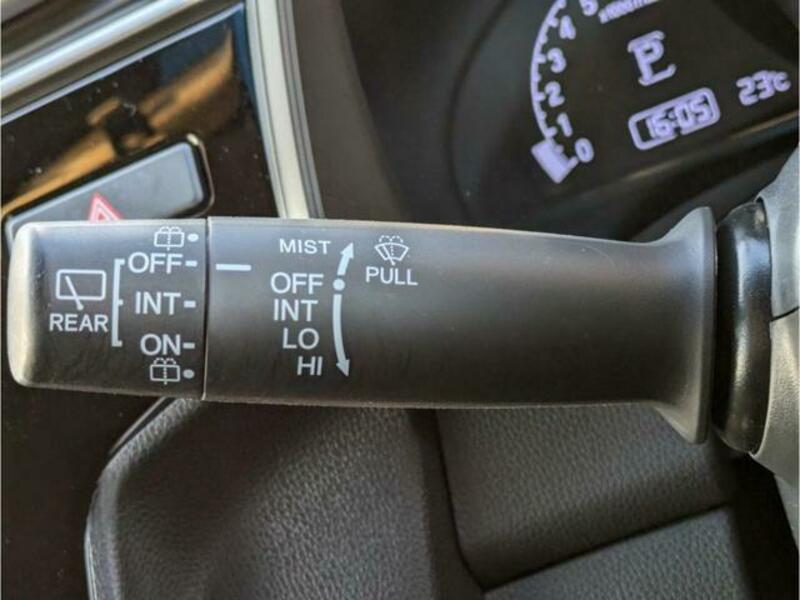 5
4
3
2
1
0
P
16:05
23°C
REAR
OFF
INT
ON
MIST
OFF
INT
LO
HI
PULL